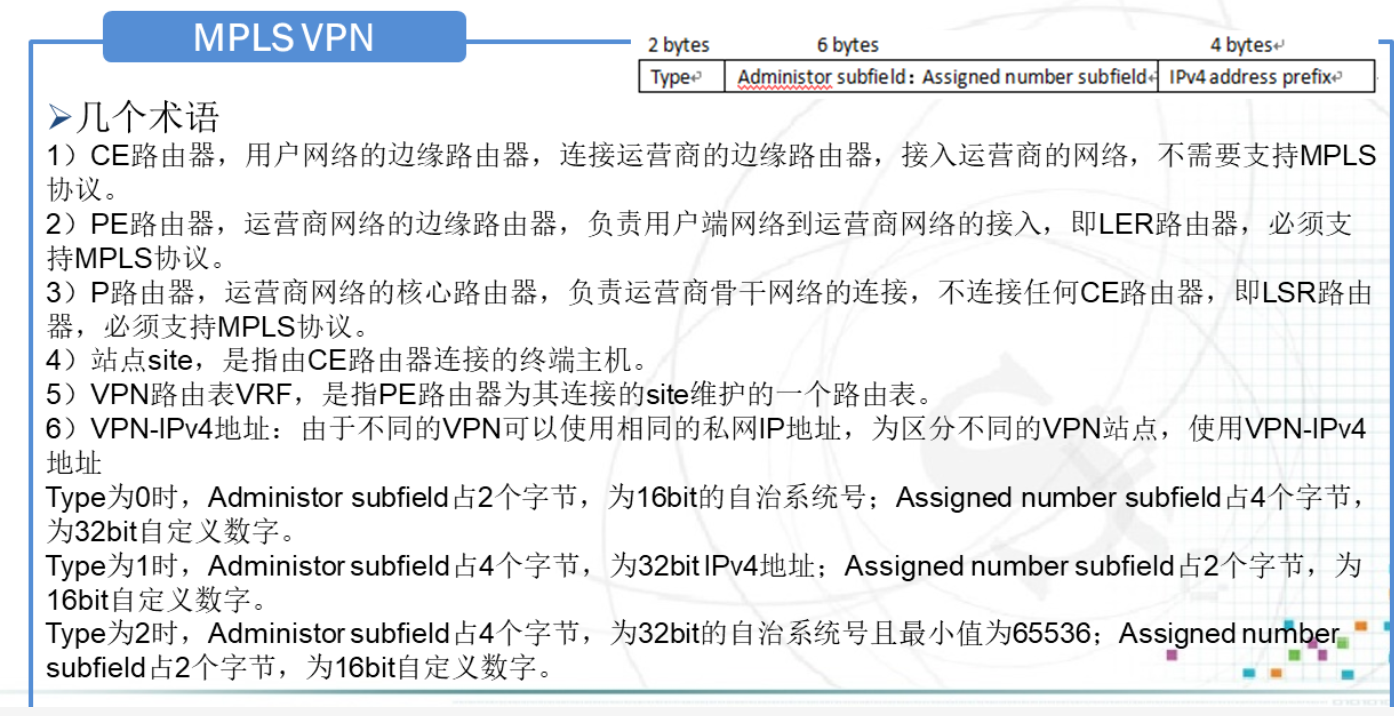 MPLS VPN
2 bytes 6 bytes 4 bytes↵
Type↵ Administor subfield：Assigned number subfield↵ IPv4 address prefix↵
➢几个术语
1）CE路由器，用户网络的边缘路由器，连接运营商的边缘路由器，接入运营商的网络，不需要支持MPLS
协议。
2）PE路由器，运营商网络的边缘路由器，负责用户端网络到运营商网络的接入，即LER路由器，必须支
持MPLS协议。
3）P路由器，运营商网络的核心路由器，负责运营商骨干网络的连接，不连接任何CE路由器，即LSR路由
器，必须支持MPLS协议。
4）站点site，是指由CE路由器连接的终端主机。
5）VPN路由表VRF，是指PE路由器为其连接的site维护的一个路由表。
6）VPN-IPv4地址：由于不同的VPN可以使用相同的私网IP地址，为区分不同的VPN站点，使用VPN-IPv4
地址
Type为0时，Administor subfield占2个字节，为16bit的自治系统号；Assigned number subfield占4个字节，
为32bit自定义数字。
Type为1时，Administor subfield占4个字节，为32bit IPv4地址；Assigned number subfield占2个字节，为
16bit自定义数字。
Type为2时，Administor subfield占4个字节，为32bit的自治系统号且最小值为65536；Assigned number
subfield占2个字节，为16bit自定义数字。